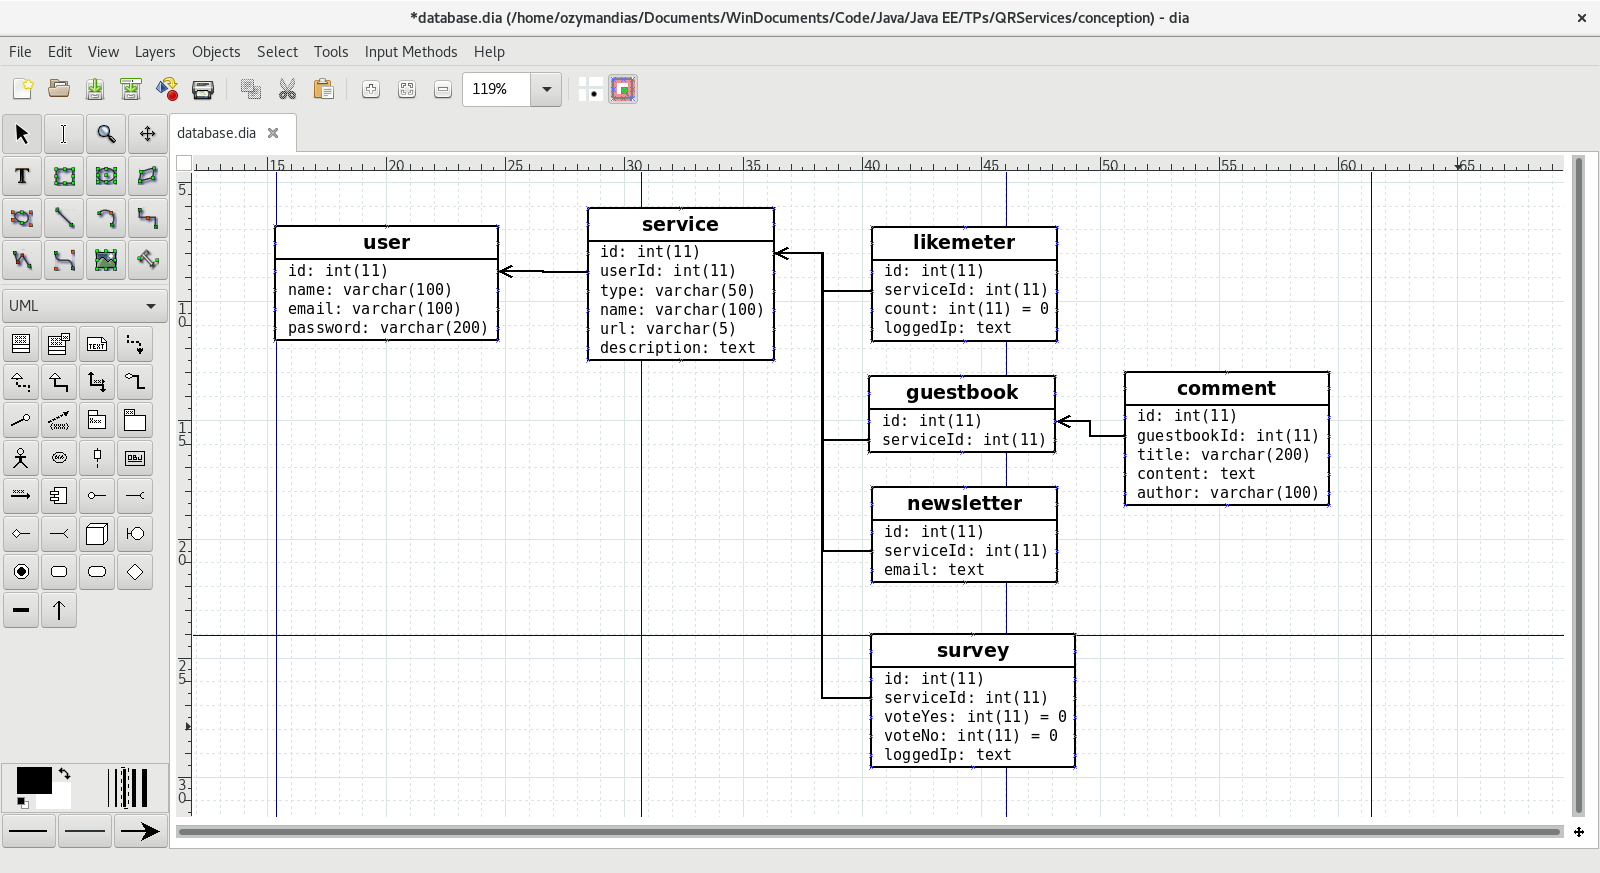 *database.dia (/home/ozymandias/Documents/WinDocuments/Code/Java/Java EE/TPs/QRServices/conception) - dia
File Edit View Layers Objects Select Tools Input Methods Help
119%
database.dia
15 20 25 30 35 40 45 50 55 60 65
T
UML
TEXT
OBJ
5
10
15
20
25
30
user
id: int(11)
name: varchar(100)
email: varchar(100)
password: varchar(200)
service
id: int(11)
userId: int(11)
type: varchar(50)
name: varchar(100)
url: varchar(5)
description: text
likemeter
id: int(11)
serviceId: int(11)
count: int(11) = 0
loggedIp: text
guestbook
id: int(11)
serviceId: int(11)
comment
id: int(11)
guestbookId: int(11)
title: varchar(200)
content: text
author: varchar(100)
newsletter
id: int(11)
serviceId: int(11)
email: text
survey
id: int(11)
serviceId: int(11)
voteYes: int(11) = 0
voteNo: int(11) = 0
loggedIp: text